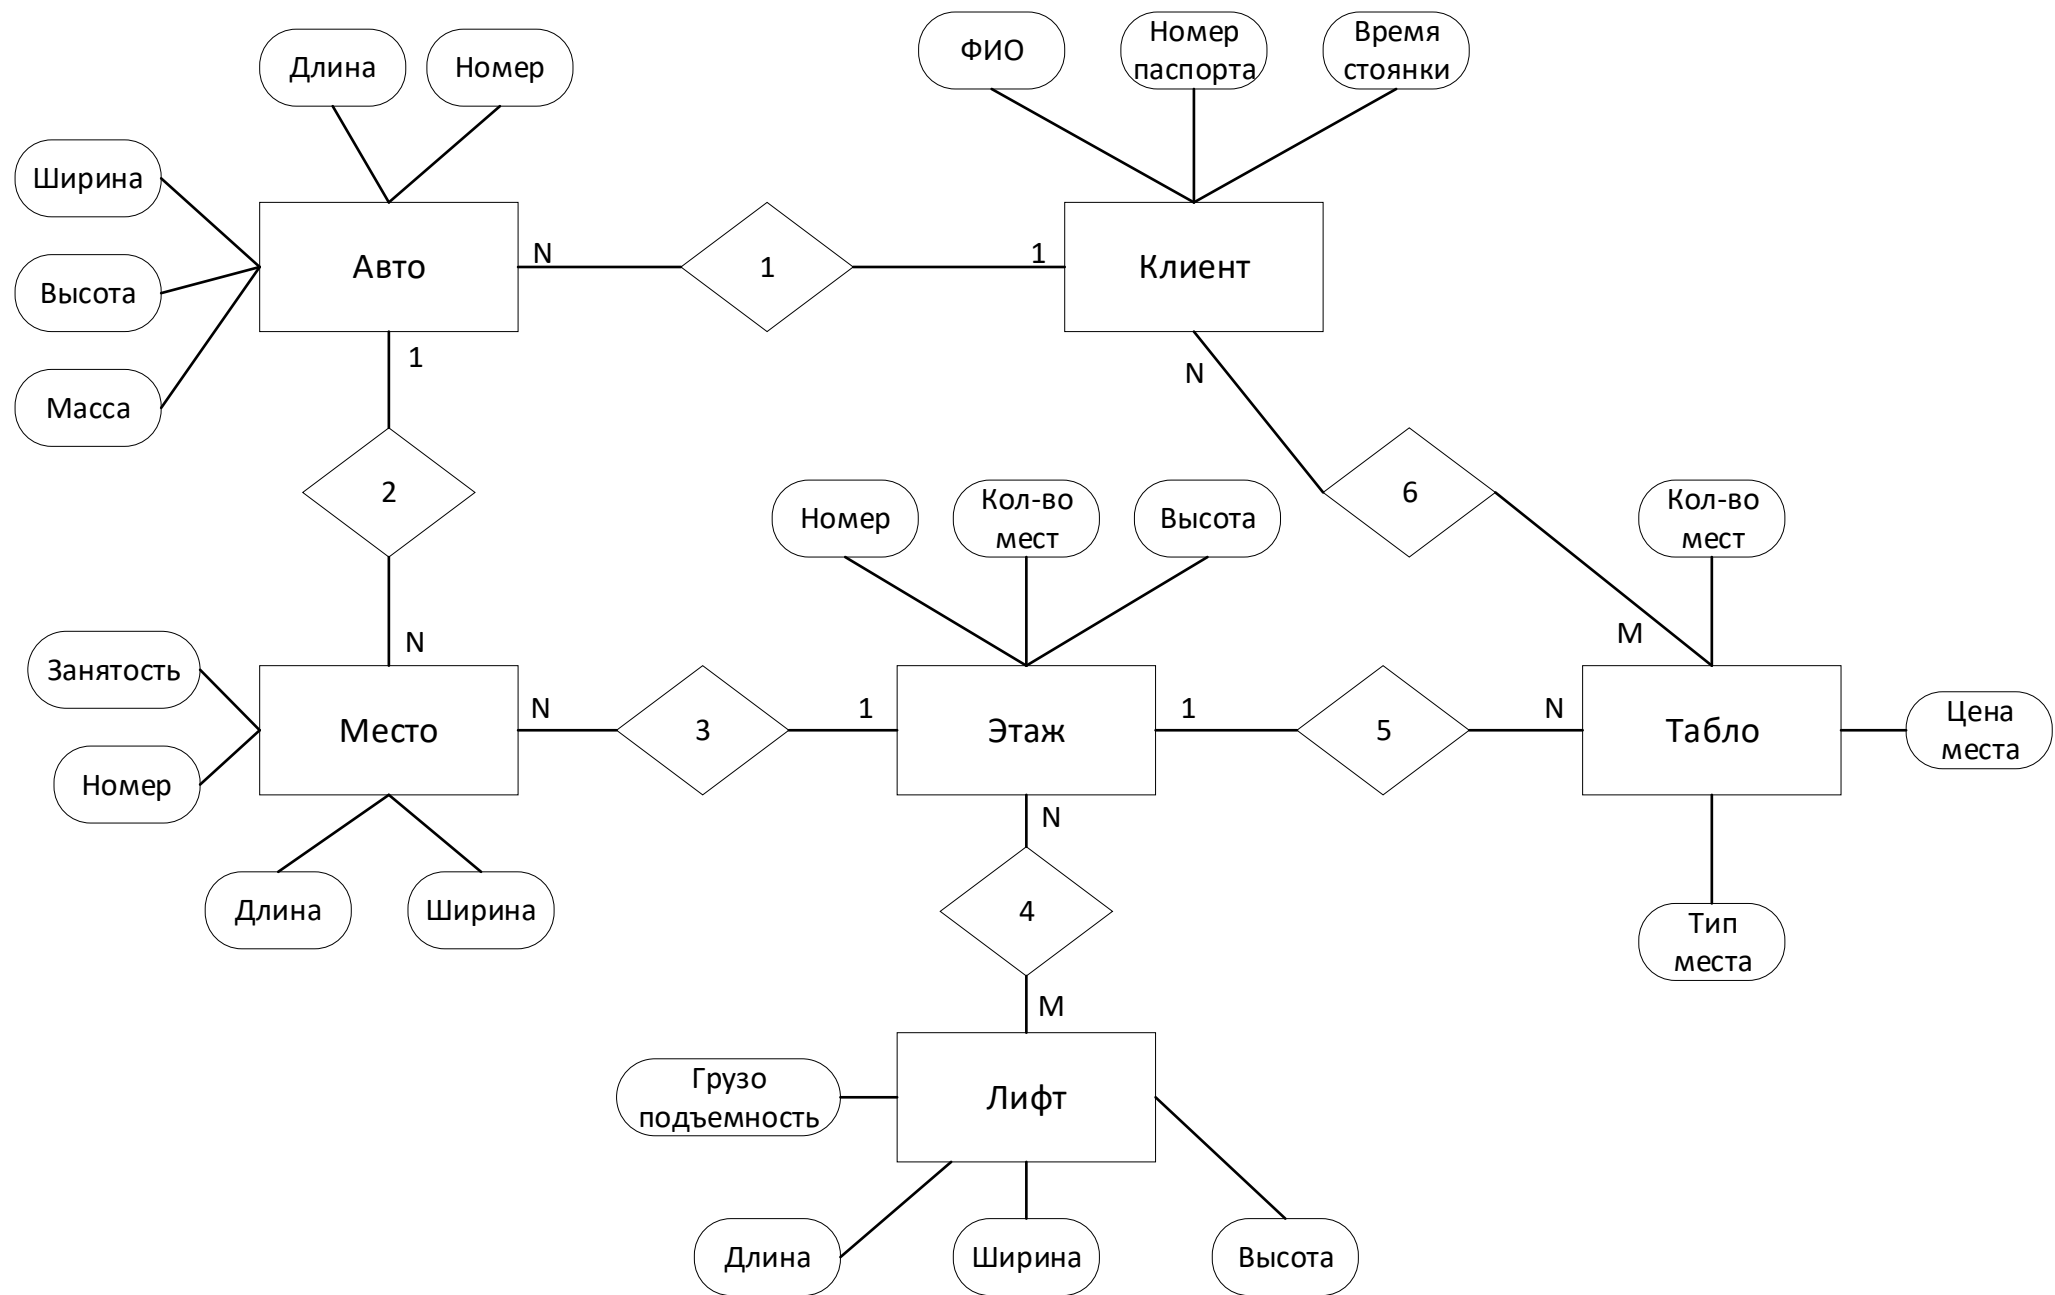 ФИО
Номер
паспорта
Время
стоянки
Длина
Номер
Ширина
Высота
Масса
Авто
N
1
1
Клиент
1
N
2
6
Номер
Кол-во
мест
Высота
Кол-во
мест
N
M
Занятость
Номер
Место
N
3
1
Этаж
1
5
N
Табло
Цена
места
Длина
Ширина
N
4
M
Тип
места
Грузо
подъемность
Лифт
Длина
Ширина
Высота